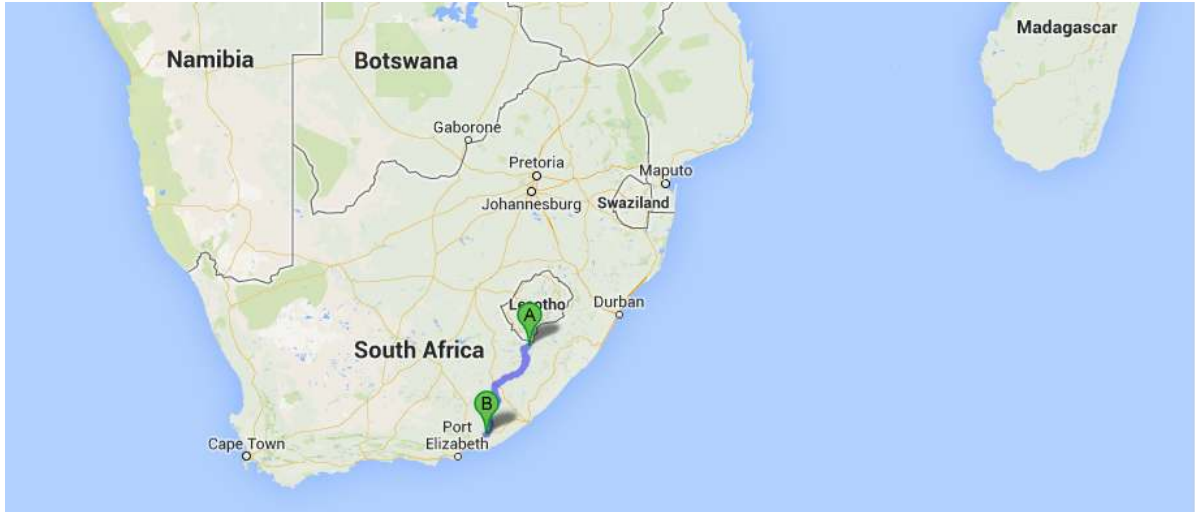 Madagascar
Namibia
Botswana
Gaborone
Pretoria
Maputo
Johannesburg
Swaziland
Lesotho
Durban
A
South Africa
B
Port
Elizabeth
Cape Town